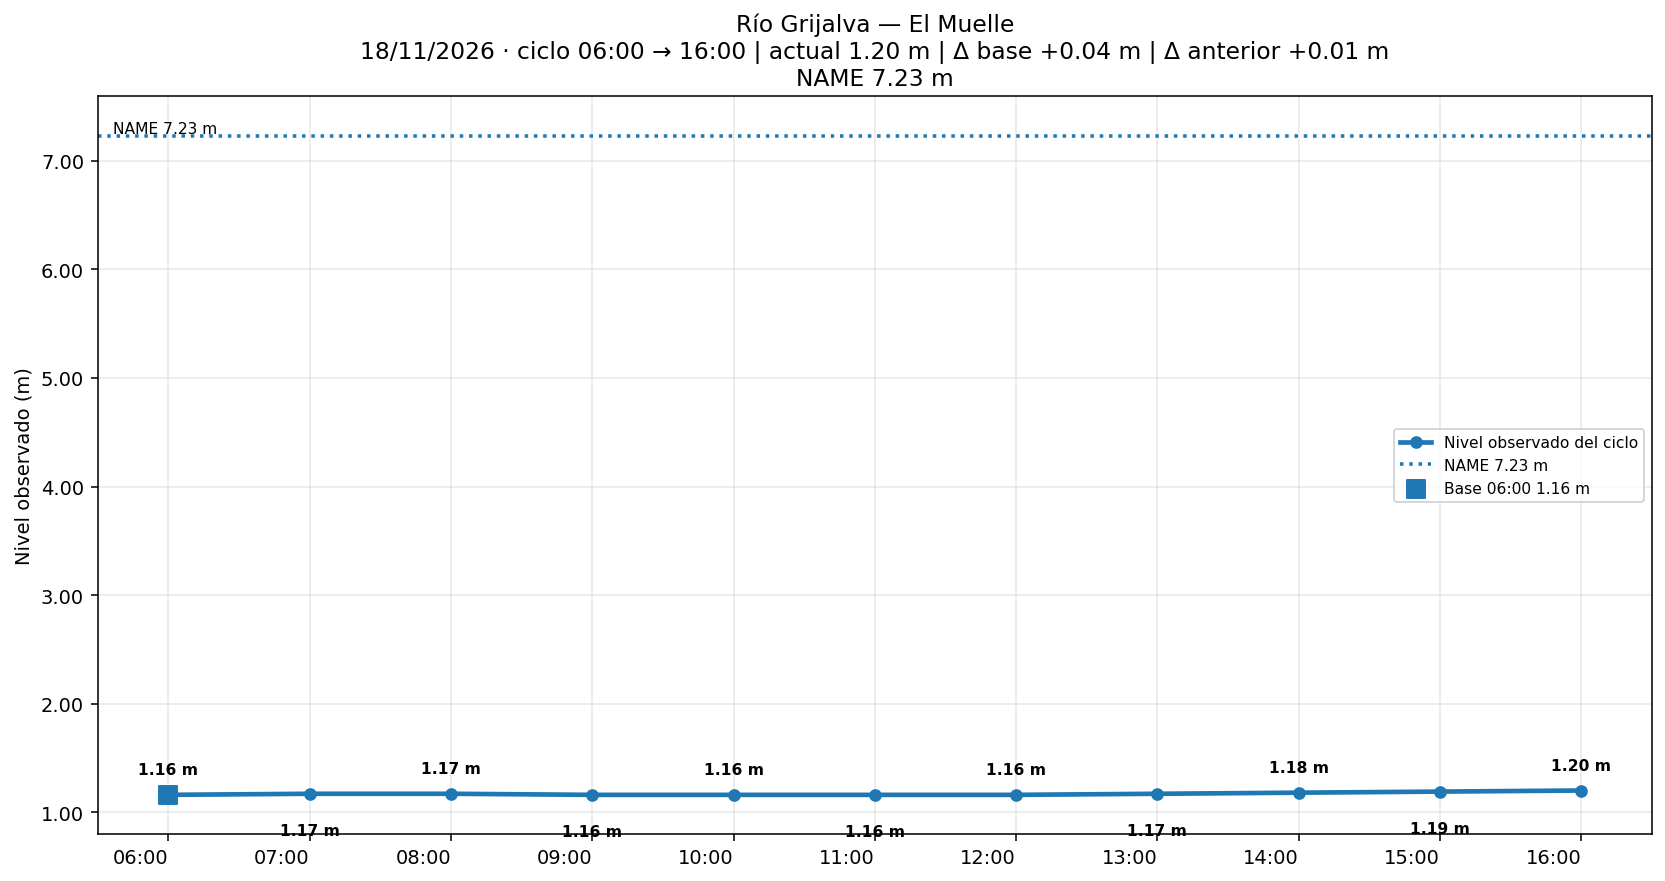 Río Grijalva — El Muelle
18/11/2026 · ciclo 06:00 → 16:00 | actual 1.20 m | Δ base +0.04 m | Δ anterior +0.01 m
NAME 7.23 m
NAME 7.23 m
7.00
6.00
5.00
4.00
3.00
2.00
1.00
Nivel observado (m)
Nivel observado del ciclo
NAME 7.23 m
Base 06:00 1.16 m
1.16 m
1.17 m
1.17 m
1.16 m
1.16 m
1.16 m
1.16 m
1.17 m
1.18 m
1.19 m
1.20 m
06:00
07:00
08:00
09:00
10:00
11:00
12:00
13:00
14:00
15:00
16:00